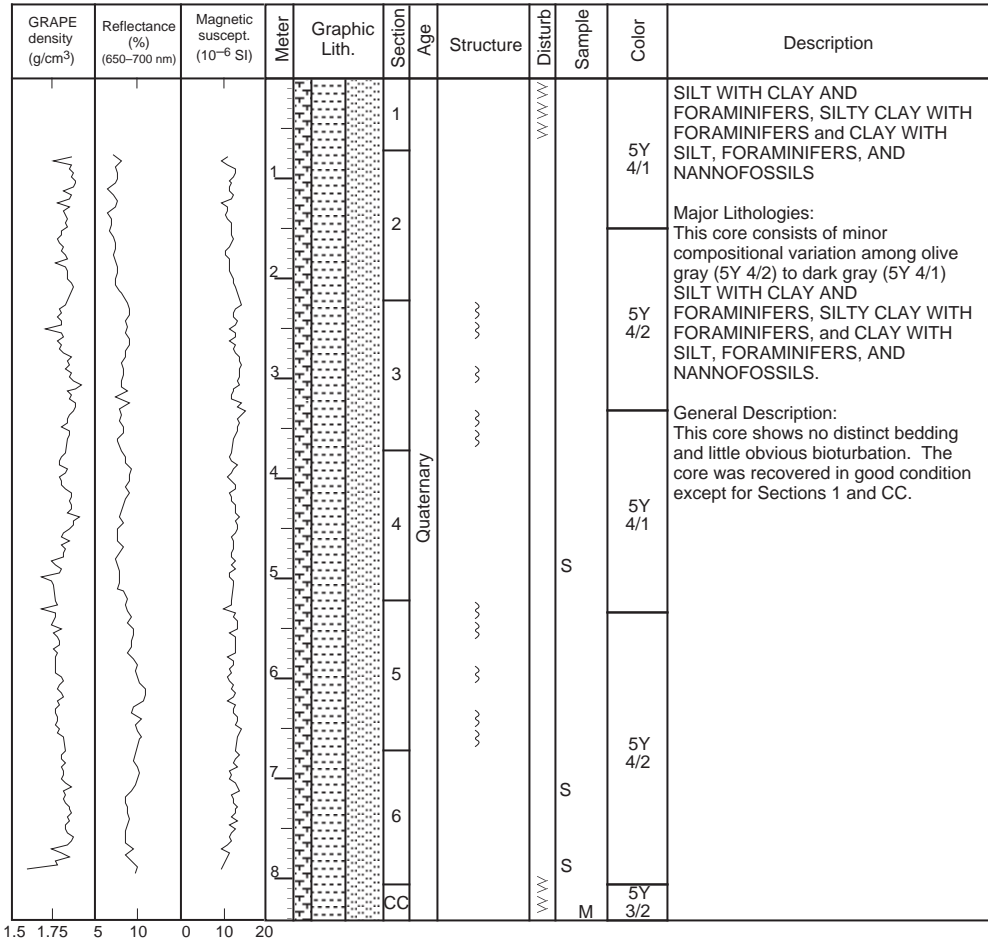 GRAPE density (g/cm³)
Reflectance (%) (650–700 nm)
Magnetic suscept. (10⁻⁶ SI)
Meter
Graphic Lith.
Section
Age
Structure
Disturb
Sample
Color
Description
1
2
3
4
5
6
7
8
1
2
3
4
5
6
CC
Quaternary
S
S
S
M
5Y
4/1
5Y
4/2
5Y
4/1
5Y
4/2
5Y
3/2
SILT WITH CLAY AND
FORAMINIFERS, SILTY CLAY WITH
FORAMINIFERS and CLAY WITH
SILT, FORAMINIFERS, AND
NANNOFOSSILS
Major Lithologies:
This core consists of minor
compositional variation among olive
gray (5Y 4/2) to dark gray (5Y 4/1)
SILT WITH CLAY AND
FORAMINIFERS, SILTY CLAY WITH
FORAMINIFERS, and CLAY WITH
SILT, FORAMINIFERS, AND
NANNOFOSSILS.
General Description:
This core shows no distinct bedding
and little obvious bioturbation. The
core was recovered in good condition
except for Sections 1 and CC.
1.5 1.75 5 10 0 10 20